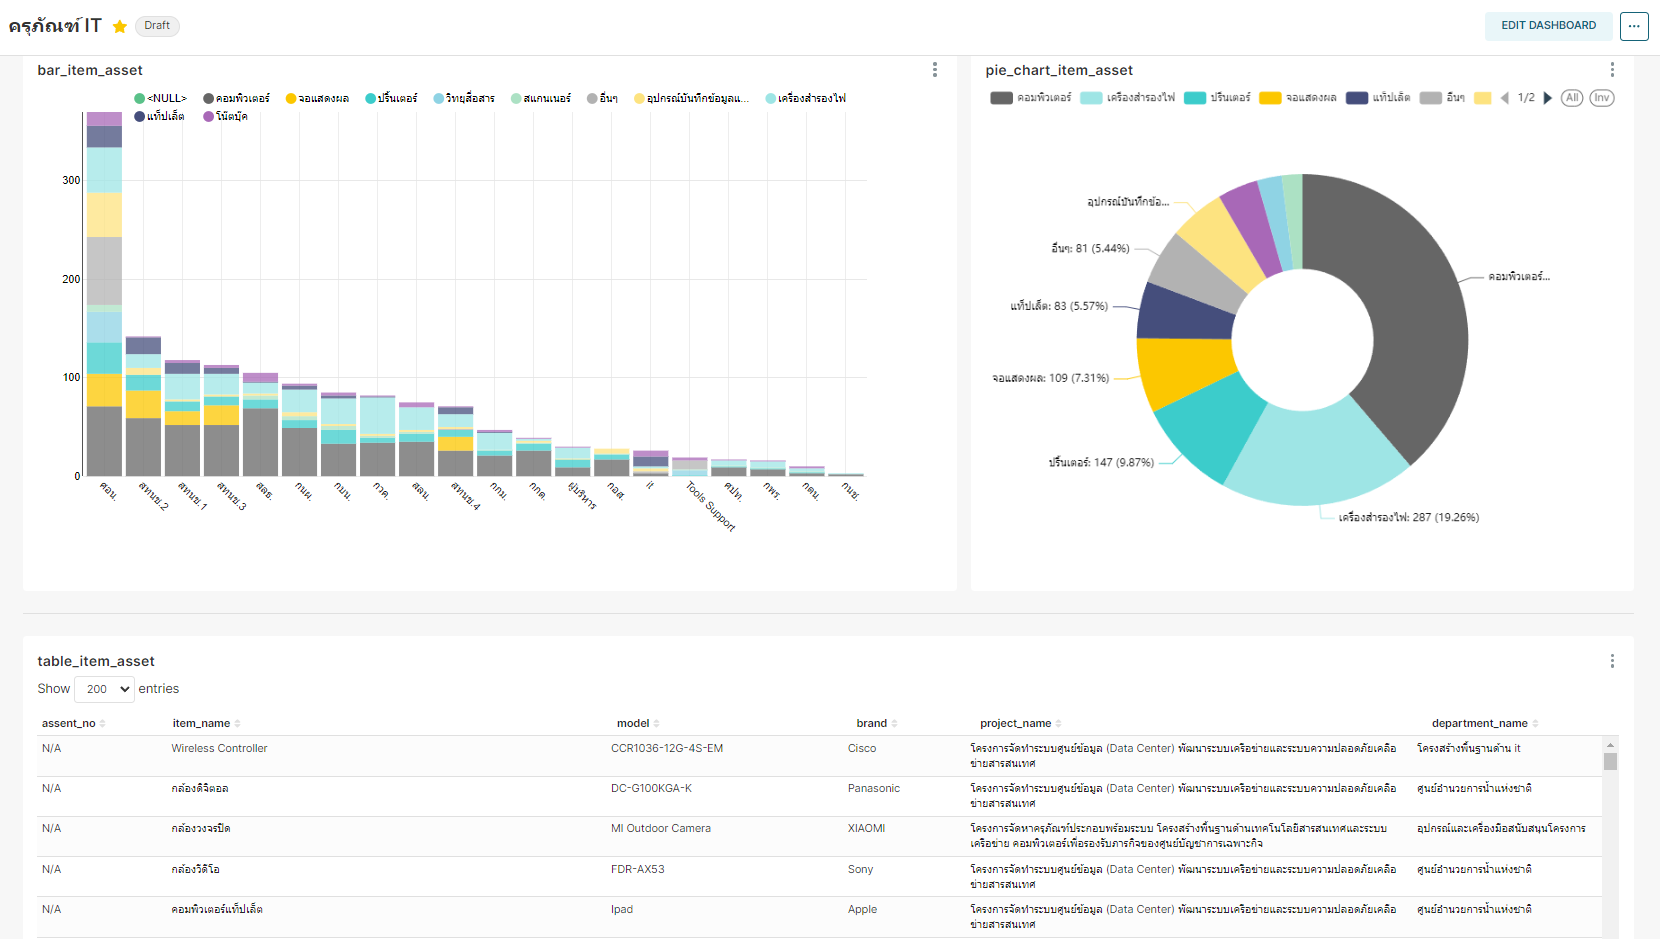 ครุภัณฑ์ IT
Draft
EDIT DASHBOARD
bar_item_asset
<NULL>
คอมพิวเตอร์
จอแสดงผล
ปริ้นเตอร์
วิทยุสื่อสาร
สแกนเนอร์
อื่นๆ
อุปกรณ์บันทึกข้อมูลแ...
เครื่องสำรองไฟ
แท็ปเล็ต
โน๊ตบุ๊ค
300
200
100
0
ศอน.
สทนช.2
สทนช.1
สทนช.3
สลธ.
กนผ.
กมน.
กวค.
สลน.
สทนช.4
กกม.
กกค.
ผู้บริหาร
กอส.
it
Tools Support
ศปท.
กพร.
กตน.
กนช.
pie_chart_item_asset
คอมพิวเตอร์
เครื่องสำรองไฟ
ปริ้นเตอร์
จอแสดงผล
แท็ปเล็ต
อื่นๆ
1/2
All
Inv
อุปกรณ์บันทึกข้อ...
อื่นๆ: 81 (5.44%)
แท็ปเล็ต: 83 (5.57%)
จอแสดงผล: 109 (7.31%)
ปริ้นเตอร์: 147 (9.87%)
คอมพิวเตอร์...
เครื่องสำรองไฟ: 287 (19.26%)
table_item_asset
Show 200 entries
assent_no item_name model brand project_name department_name
N/A Wireless Controller CCR1036-12G-4S-EM Cisco โครงการจัดทำระบบศูนย์ข้อมูล (Data Center) พัฒนาระบบเครือข่ายและระบบความปลอดภัยเคลือ โครงสร้างพื้นฐานด้าน it
ข่ายสารสนเทศ
N/A กล้องดิจิตอล DC-G100KGA-K Panasonic โครงการจัดทำระบบศูนย์ข้อมูล (Data Center) พัฒนาระบบเครือข่ายและระบบความปลอดภัยเคลือ ศูนย์อำนวยการน้ำแห่งชาติ
ข่ายสารสนเทศ
N/A กล้องวงจรปิด MI Outdoor Camera XIAOMI โครงการจัดหาครุภัณฑ์ประกอบพร้อมระบบ โครงสร้างพื้นฐานด้านเทคโนโลยีสารสนเทศและระบบ อุปกรณ์และเครื่องมือสนับสนุนโครงการ
เครือข่าย คอมพิวเตอร์เพื่อรองรับภารกิจของศูนย์บัญชาการเฉพาะกิจ
N/A กล้องวีดิโอ FDR-AX53 Sony โครงการจัดทำระบบศูนย์ข้อมูล (Data Center) พัฒนาระบบเครือข่ายและระบบความปลอดภัยเคลือ ศูนย์อำนวยการน้ำแห่งชาติ
ข่ายสารสนเทศ
N/A คอมพิวเตอร์แท็ปเล็ต Ipad Apple โครงการจัดทำระบบศูนย์ข้อมูล (Data Center) พัฒนาระบบเครือข่ายและระบบความปลอดภัยเคลือ ศูนย์อำนวยการน้ำแห่งชาติ
ข่ายสารสนเทศ